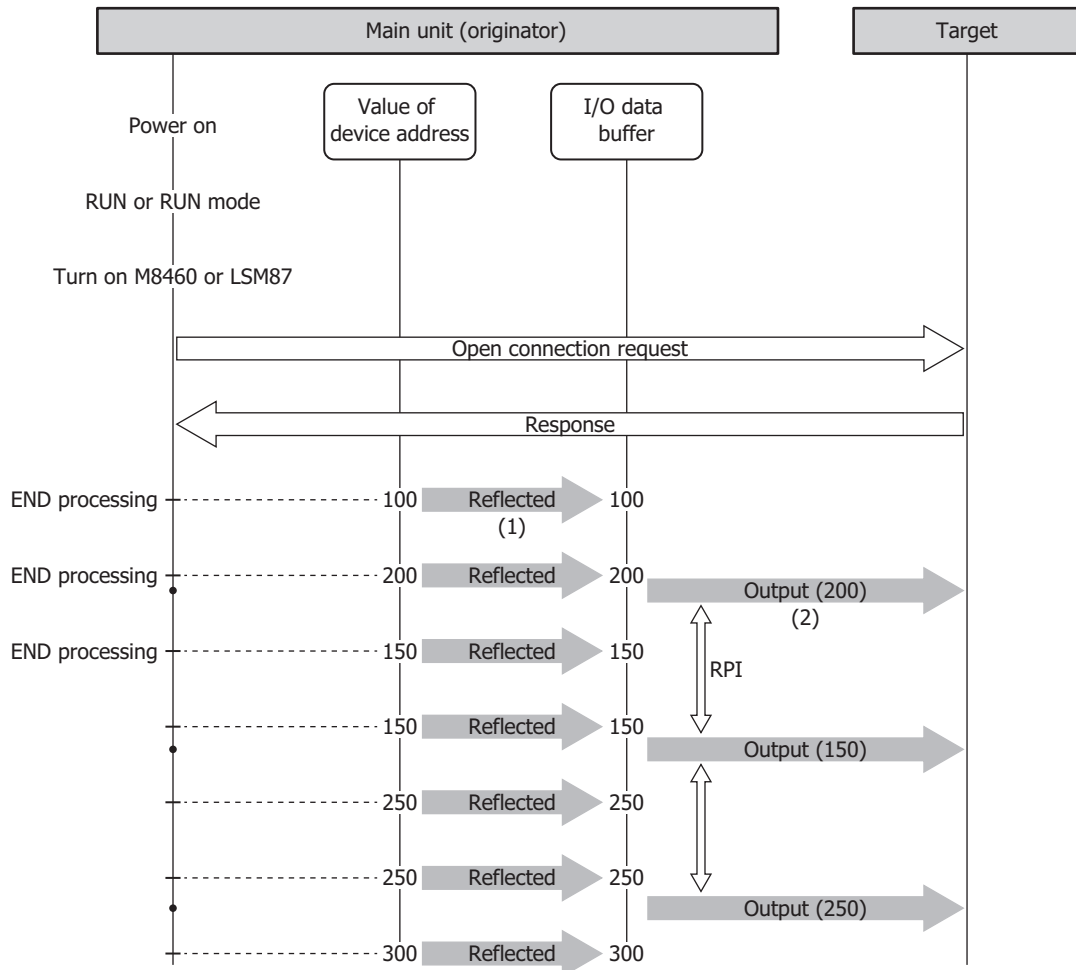 Main unit (originator)
Target
Value of
device address
I/O data
buffer
Power on
RUN or RUN mode
Turn on M8460 or LSM87
Open connection request
Response
END processing
100
Reflected
100
(1)
END processing
200
Reflected
200
Output (200)
(2)
END processing
150
Reflected
150
RPI
150
Reflected
150
Output (150)
250
Reflected
250
250
Reflected
250
Output (250)
300
Reflected
300